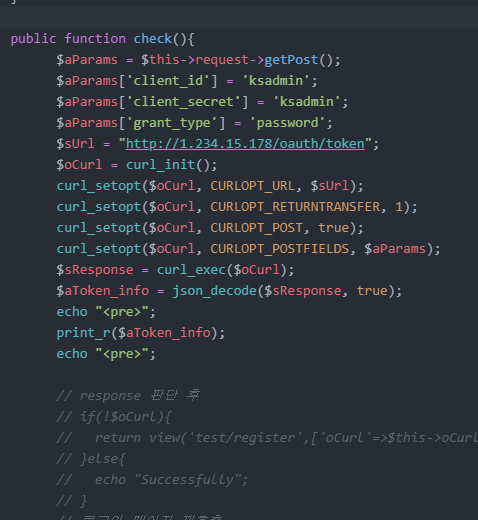 }
public function check(){
$aParams = $this->request->getPost();
$aParams['client_id'] = 'ksadmin';
$aParams['client_secret'] = 'ksadmin';
$aParams['grant_type'] = 'password';
$sUrl = "http://1.234.15.178/oauth/token";
$oCurl = curl_init();
curl_setopt($oCurl, CURLOPT_URL, $sUrl);
curl_setopt($oCurl, CURLOPT_RETURNTRANSFER, 1);
curl_setopt($oCurl, CURLOPT_POST, true);
curl_setopt($oCurl, CURLOPT_POSTFIELDS, $aParams);
$sResponse = curl_exec($oCurl);
$aToken_info = json_decode($sResponse, true);
echo "<pre>";
print_r($aToken_info);
echo "<pre>";
// response 판단 후
// if(!$oCurl){
//   return view('test/register',['oCurl'=>$this->oCurl
// }else{
//   echo "Successfully";
// }
//